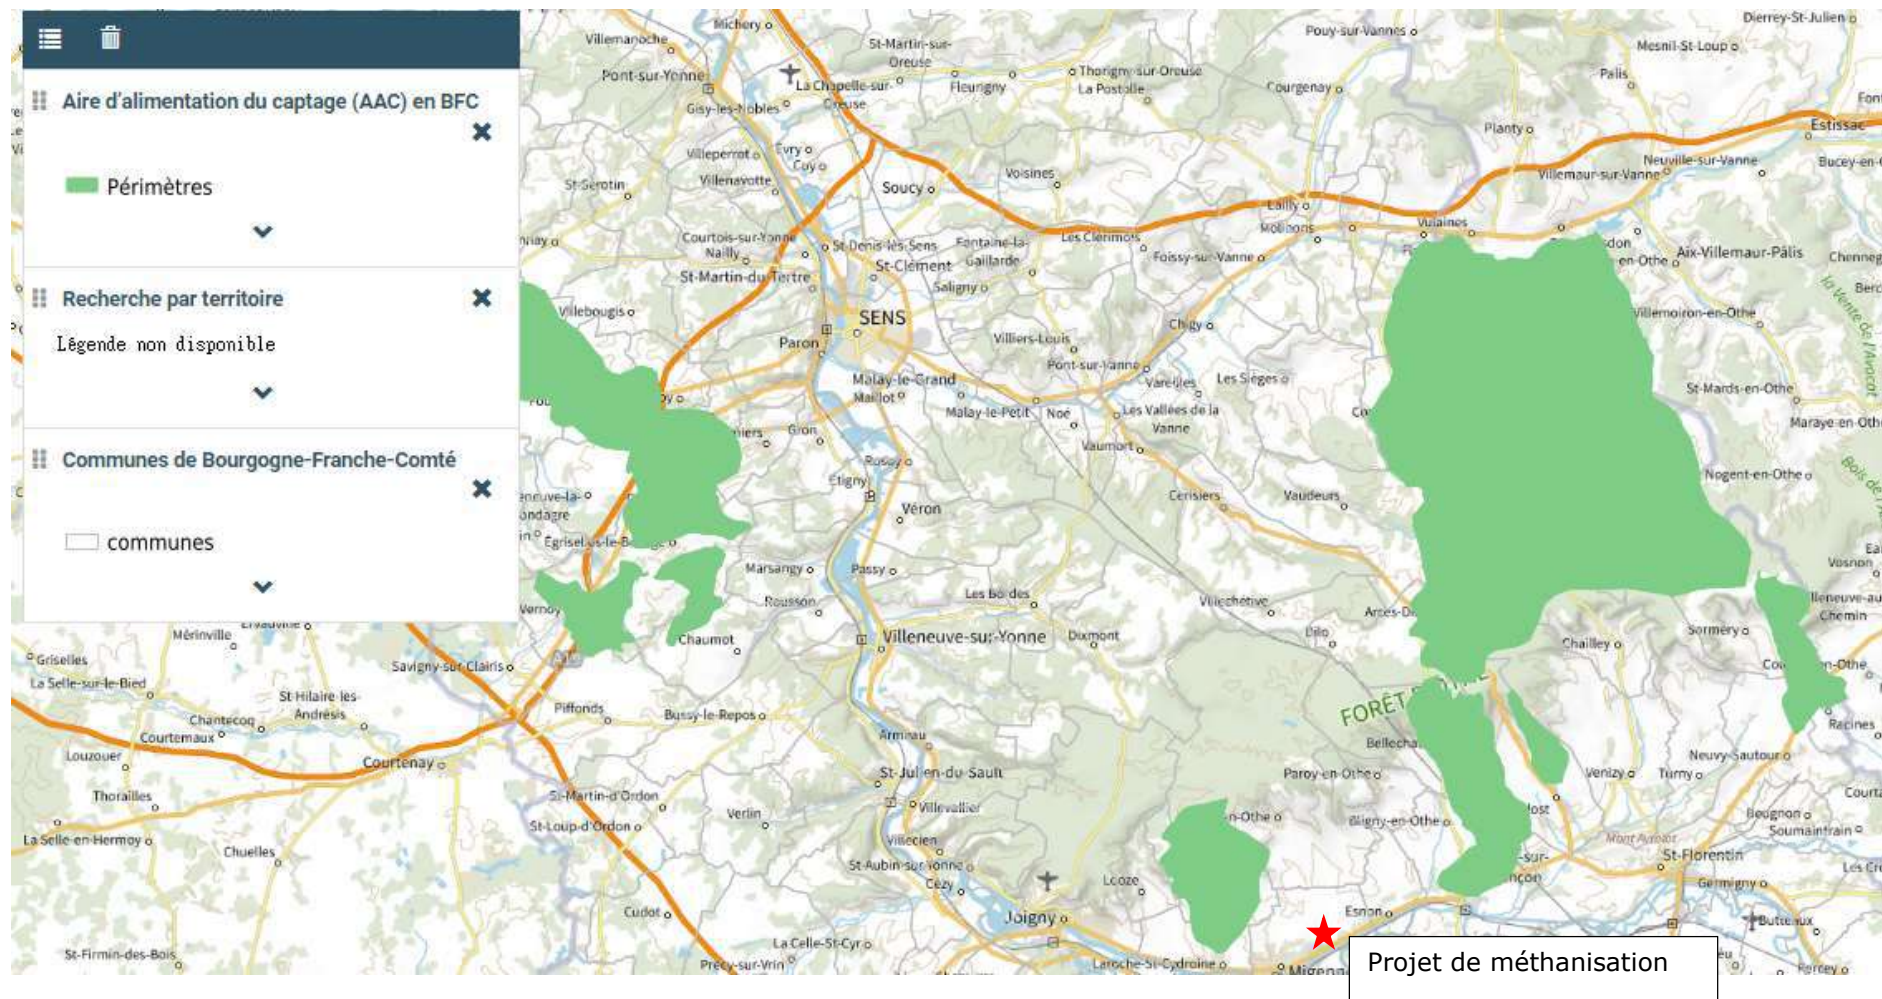 Aire d'alimentation du captage (AAC) en BFC
Périmètres
Recherche par territoire
Légende non disponible
Communes de Bourgogne-Franche-Comté
communes
Michery
Villemanoche
St-Martin-sur-
Oreuse
Pouy-sur-Vannes
Dierrey-St-Julien
Mesnil-St-Loup
Pont-sur-Yonne
La Chapelle-sur-
Oreuse
Fleurigny
Thorigny-sur-Oreuse
La Postolle
Courgenay
Palis
Gisy-les-Nobles
Planty
Estissac
Villeperrot
Evry
Cuy
Villenavotte
St-Serotin
Soucy
Voisines
Neuville-sur-Vanne
Villemaur-sur-Vanne
Lailly
Molinons
Vulaines
Courtois-sur-Yonne
Nailly
St-Denis-lès-Sens
Fontaine-la-
Gaillarde
Les Clérimois
Foissy-sur-Vanne
Aix-Villemaur-Pâlis
en-Othe
St-Martin-du-Tertre
St-Clément
Saligny
la Vente de l'Avocat
Villebougis
SENS
Villemoiron-en-Othe
Paron
Villiers-Louis
Chigy
Pont-sur-Vanne
Vareilles
Les Sièges
Malay-le-Grand
Maillot
Malay-le-Petit
Noé
Les Vallées de la
Vanne
St-Mards-en-Othe
Gron
Vaumort
Rosoy
Étigny
Nogent-en-Othe
Cerisiers
Vaudeurs
Véron
Marsangy
Passy
Rousson
Les Bordes
Villechétive
Vosnon
Chemin
Vernoy
Mérinville
Chaumot
Villeneuve-sur-Yonne
Dixmont
Dilo
Chailley
Sormery
Griselles
La Selle-sur-le-Bied
Savigny-sur-Clairis
St-Hilaire-les-
Andrésis
Chantecoq
Courtemaux
Piffonds
Bussy-le-Repos
Racines
Louzouer
Courtenay
Armeau
Neuvy-Sautour
Thorailles
St-Martin-d'Ordon
St-Julien-du-Sault
Paroy-en-Othe
Venizy
Turny
Villevallier
Verlin
Bligny-en-Othe
Beugnon
Soumaintrain
La Selle-en-Hermoy
St-Loup-d'Ordon
Chuelles
Villecien
St-Aubin-sur-Yonne
Cézy
Looze
St-Florentin
Germigny
Cudot
Joigny
Esnon
Butteaux
St-Firmin-des-Bois
La Celle-St-Cyr
Précy-sur-Vrin
Laroche-St-Cydroine
Percey
Projet de méthanisation